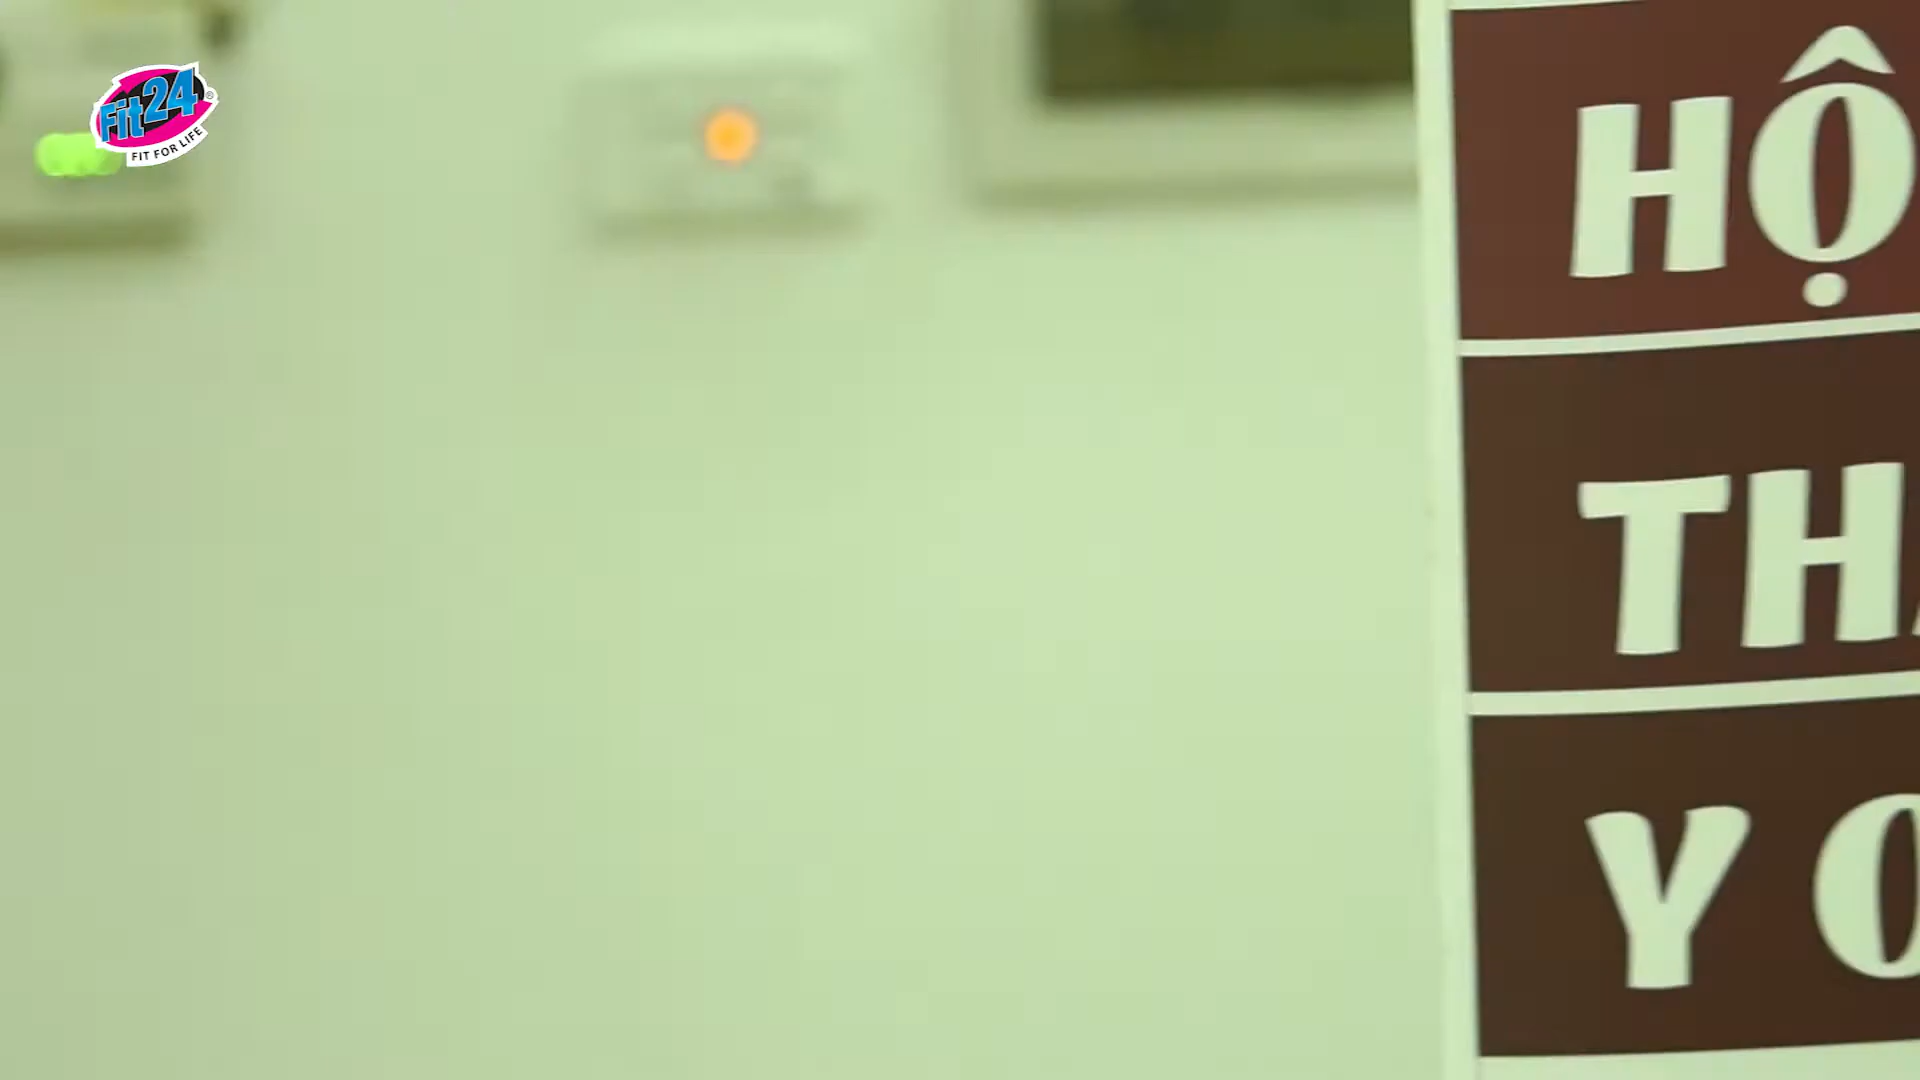 Fit24
FIT FOR LIFE
HỘ
TH
Y O